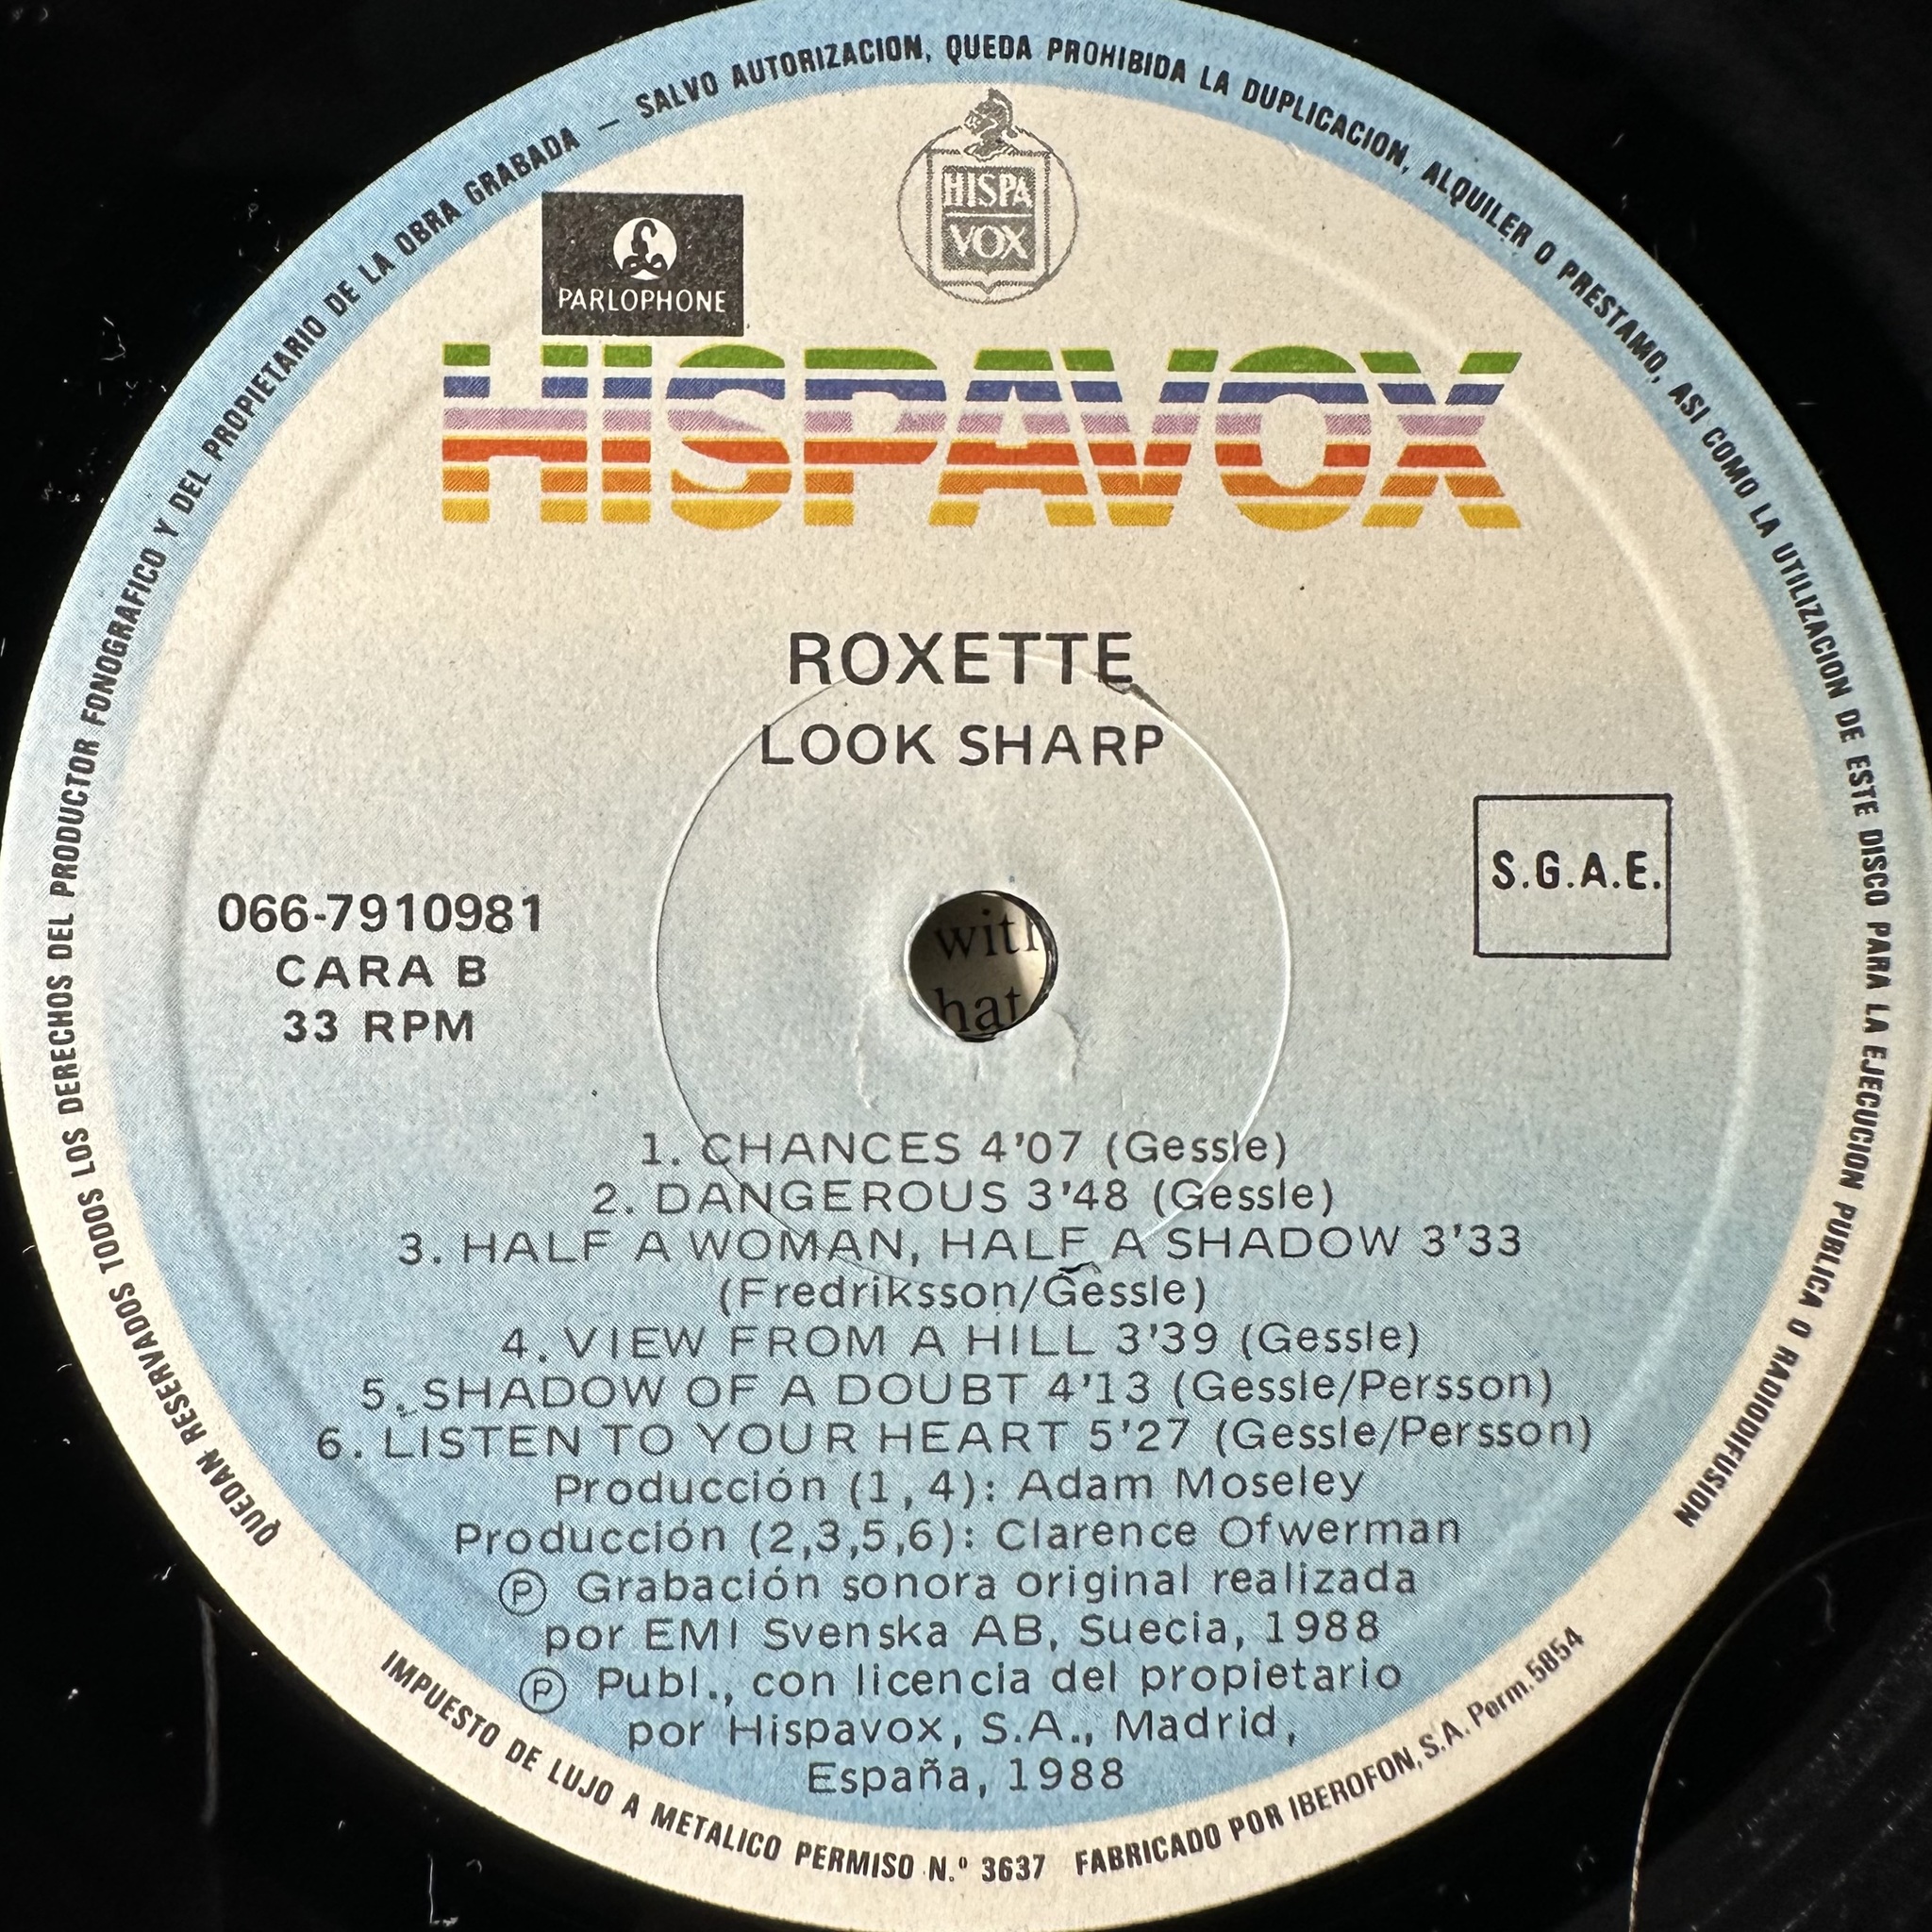 QUEDAN RESERVADOS TODOS LOS DERECHOS DEL PRODUCTOR FONOGRAFICO Y DEL PROPIETARIO DE LA OBRA GRABADA — SALVO AUTORIZACION, QUEDA PROHIBIDA LA DUPLICACION, ALQUILER O PRESTAMO, ASI COMO LA UTILIZACION DE ESTE DISCO PARA LA EJECUCION PUBLICA O RADIODIFUSION
HISPA
VOX
PARLOPHONE
HISPAVOX
ROXETTE
LOOK SHARP
S.G.A.E.
066-7910981
CARA B
33 RPM
with
hat
1. CHANCES 4'07 (Gessle)
2. DANGEROUS 3'48 (Gessle)
3. HALF A WOMAN, HALF A SHADOW 3'33
(Fredriksson/Gessle)
4. VIEW FROM A HILL 3'39 (Gessle)
5. SHADOW OF A DOUBT 4'13 (Gessle/Persson)
6. LISTEN TO YOUR HEART 5'27 (Gessle/Persson)
Producción (1, 4): Adam Moseley
Producción (2,3,5,6): Clarence Ofwerman
Ⓟ Grabación sonora original realizada
por EMI Svenska AB, Suecia, 1988
Ⓟ Publ., con licencia del propietario
por Hispavox, S.A., Madrid,
España, 1988
IMPUESTO DE LUJO A METALICO PERMISO N.º 3637 FABRICADO POR IBEROFON, S.A. Perm. 5854